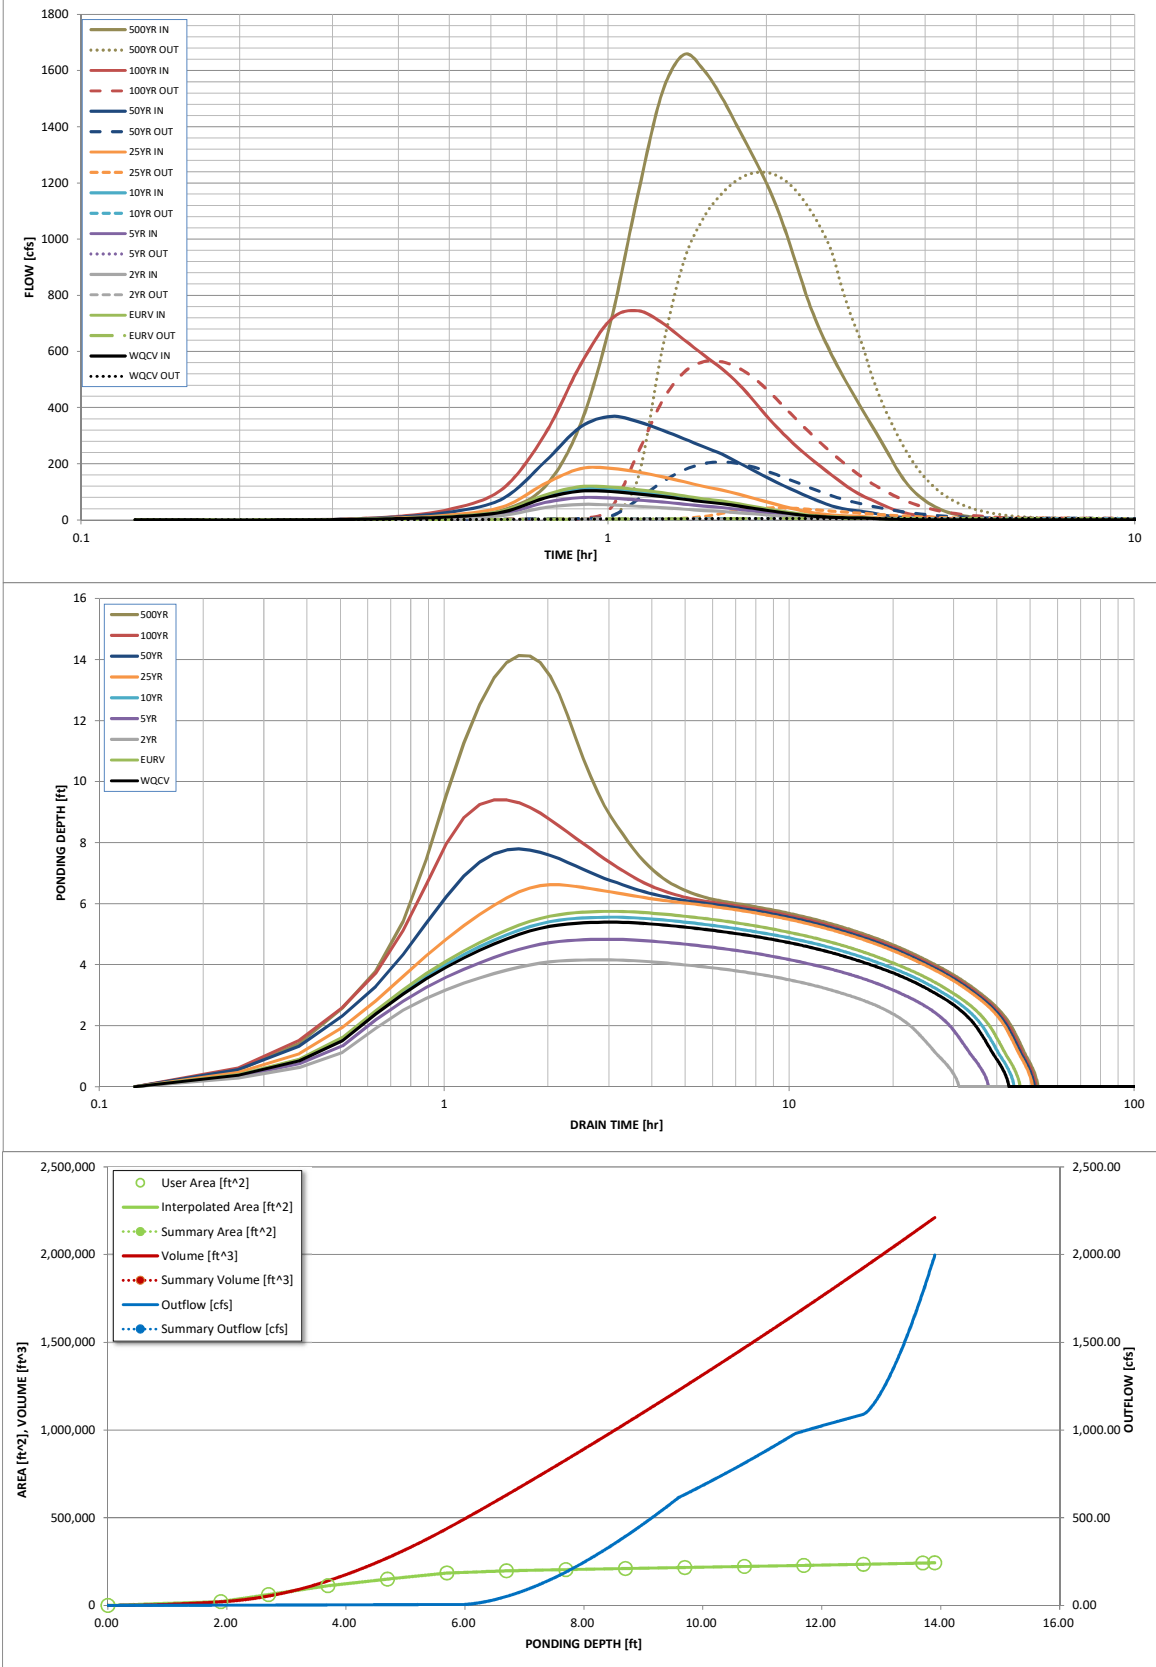 1800
1600
1400
1200
1000
800
600
400
200
0
FLOW [cfs]
500YR IN
500YR OUT
100YR IN
100YR OUT
50YR IN
50YR OUT
25YR IN
25YR OUT
10YR IN
10YR OUT
5YR IN
5YR OUT
2YR IN
2YR OUT
EURV IN
EURV OUT
WQCV IN
WQCV OUT
0.1 1 10
TIME [hr]
16
14
12
10
8
6
4
2
0
PONDING DEPTH [ft]
500YR
100YR
50YR
25YR
10YR
5YR
2YR
EURV
WQCV
0.1 1 10 100
DRAIN TIME [hr]
2,500,000
2,000,000
1,500,000
1,000,000
500,000
0
AREA [ft^2], VOLUME [ft^3]
User Area [ft^2]
Interpolated Area [ft^2]
Summary Area [ft^2]
Volume [ft^3]
Summary Volume [ft^3]
Outflow [cfs]
Summary Outflow [cfs]
2,500.00
2,000.00
1,500.00
1,000.00
500.00
0.00
OUTFLOW [cfs]
0.00 2.00 4.00 6.00 8.00 10.00 12.00 14.00 16.00
PONDING DEPTH [ft]